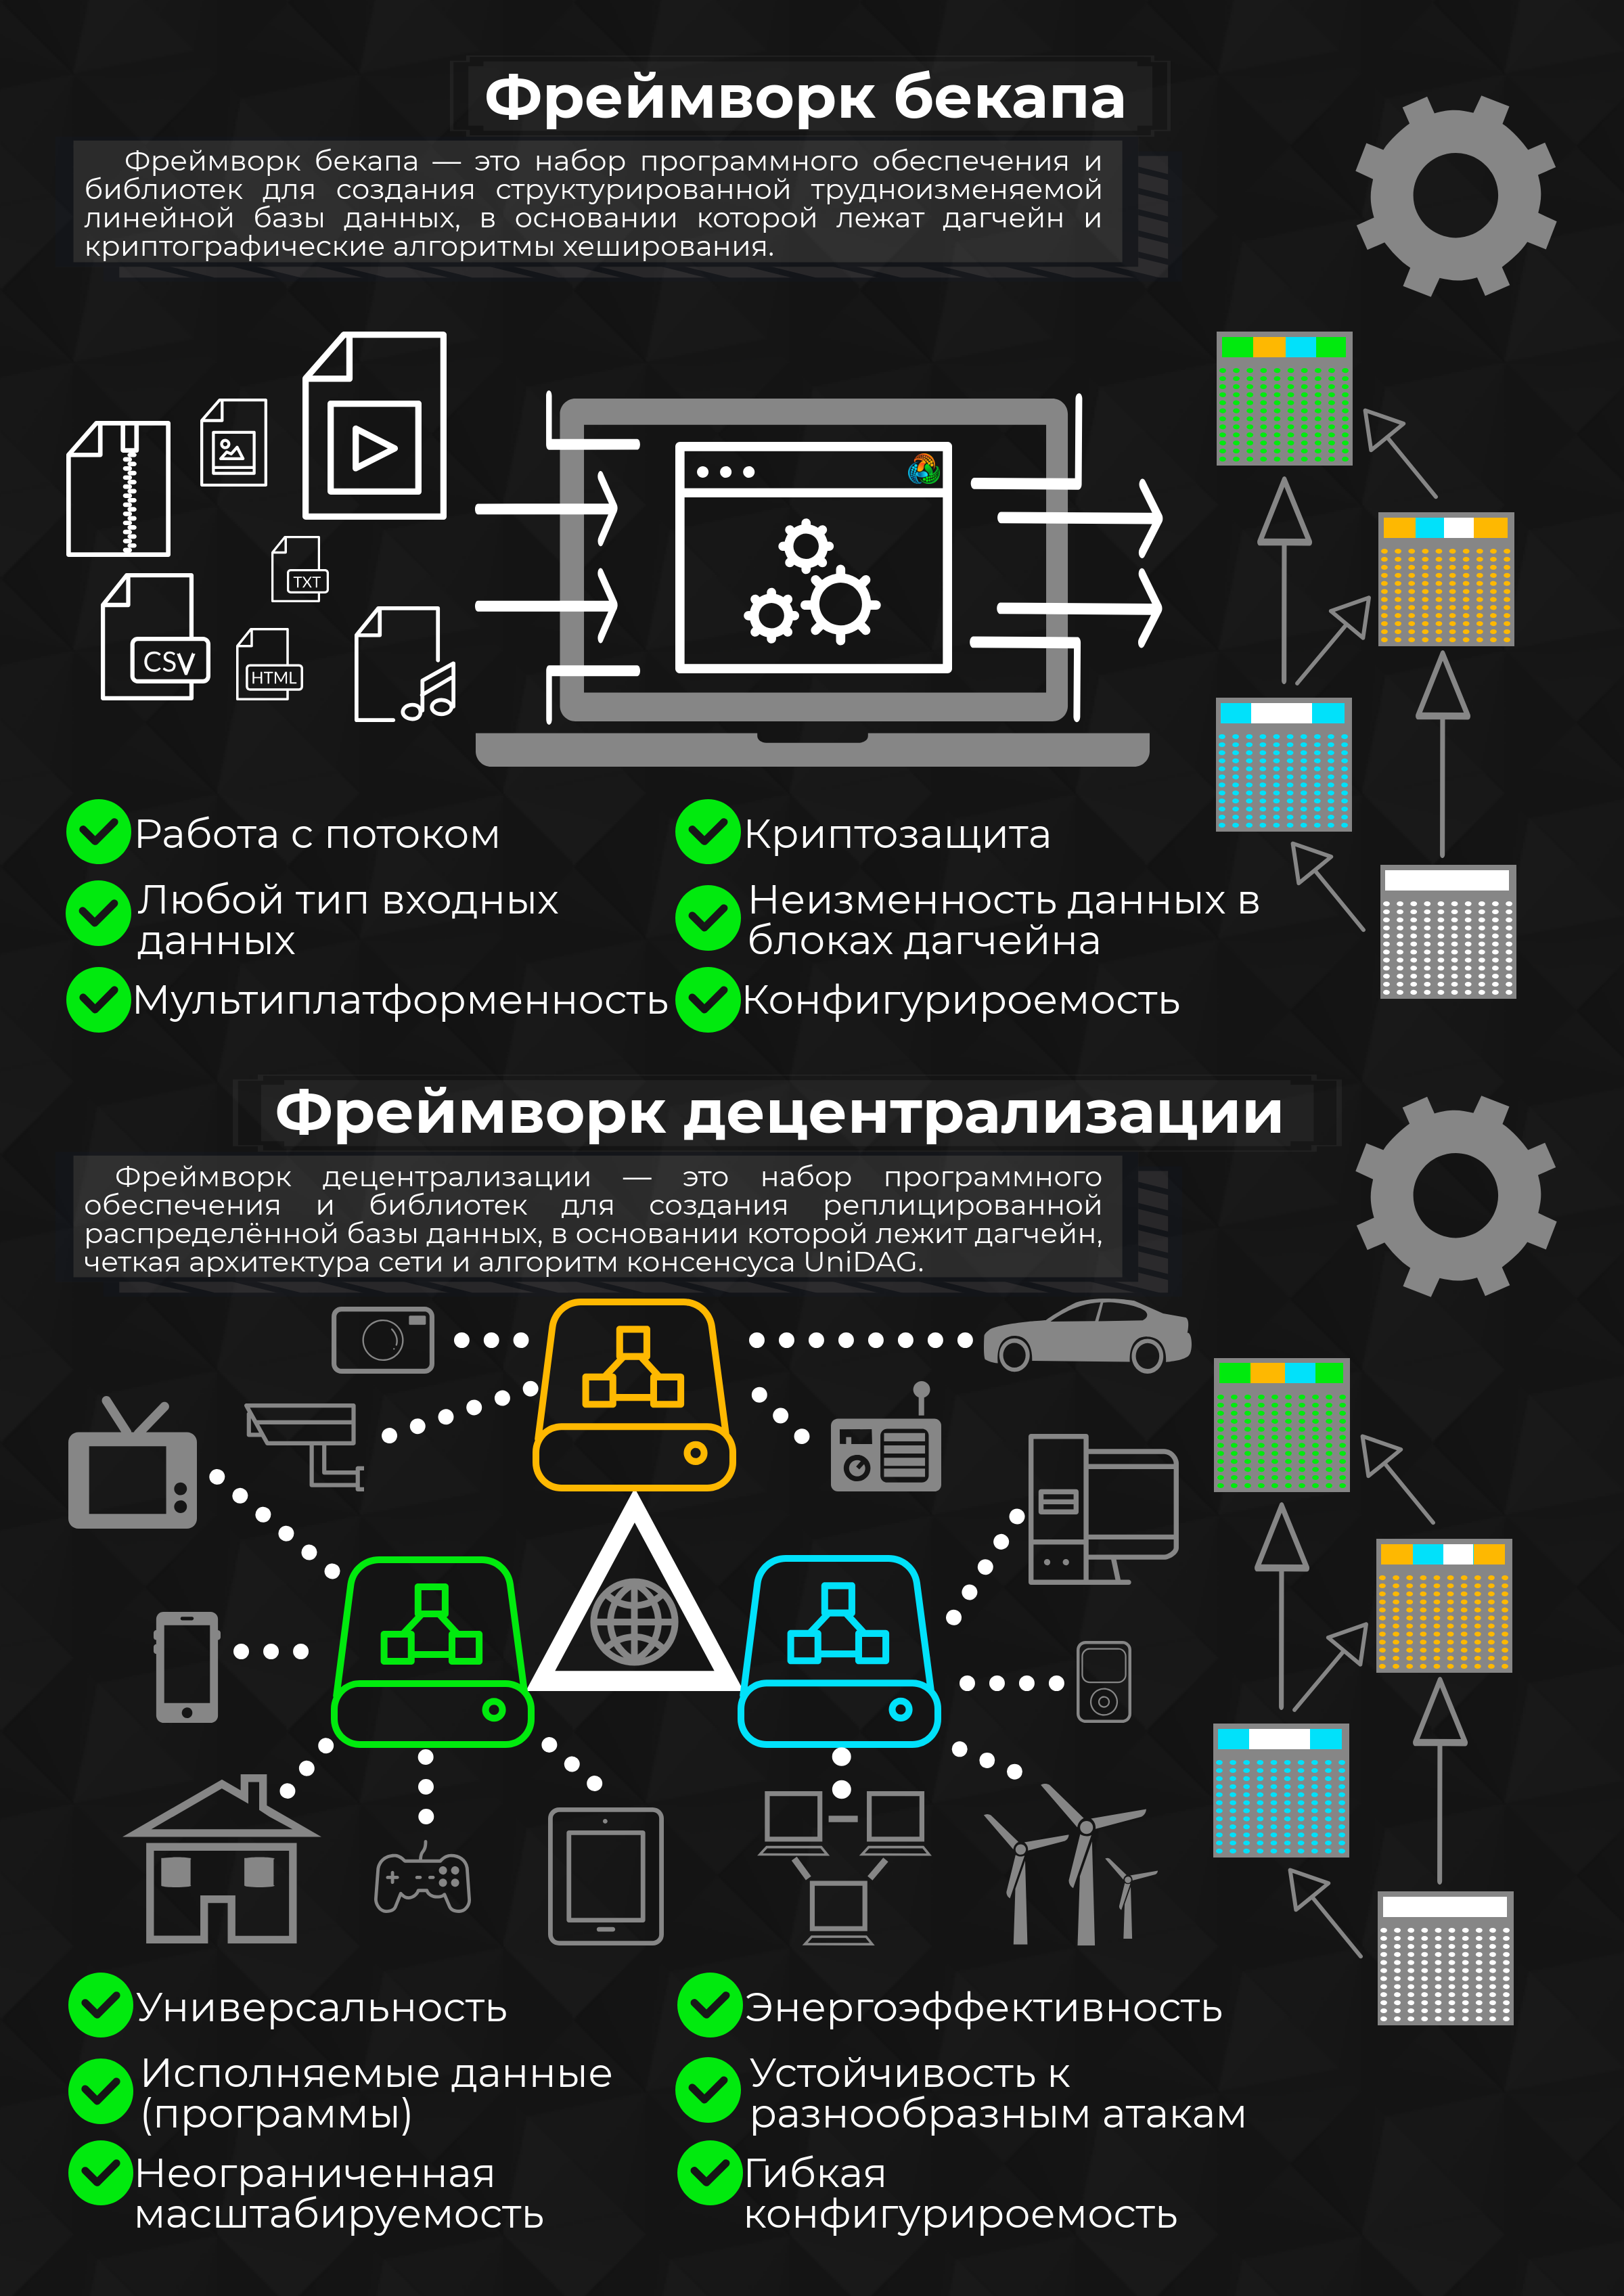 Фреймворк бекапа
Фреймворк бекапа — это набор программного обеспечения и
библиотек для создания структурированной трудноизменяемой
линейной базы данных, в основании которой лежат дагчейн и
криптографические алгоритмы хеширования.
TXT
CSV
HTML
Работа с потоком
Любой тип входных
данных
Мультиплатформенность
Криптозащита
Неизменность данных в
блоках дагчейна
Конфигурироемость
Фреймворк децентрализации
Фреймворк децентрализации — это набор программного
обеспечения и библиотек для создания реплицированной
распределённой базы данных, в основании которой лежит дагчейн,
четкая архитектура сети и алгоритм консенсуса UniDAG.
Универсальность
Исполняемые данные
(программы)
Неограниченная
масштабируемость
Энергоэффективность
Устойчивость к
разнообразным атакам
Гибкая
конфигурироемость